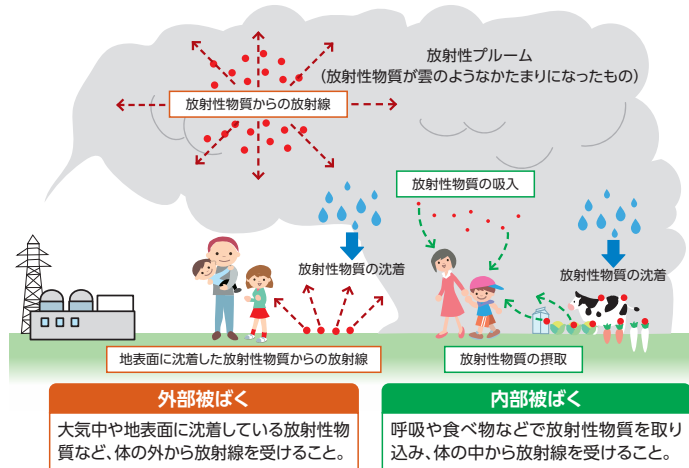 放射性プルーム
(放射性物質が雲のようなかたまりになったもの)
放射性物質からの放射線
放射性物質の吸入
放射性物質の沈着
放射性物質の沈着
地表面に沈着した放射性物質からの放射線
放射性物質の摂取
外部被ばく
大気中や地表面に沈着している放射性物
質など、体の外から放射線を受けること。
内部被ばく
呼吸や食べ物などで放射性物質を取り
込み、体の中から放射線を受けること。